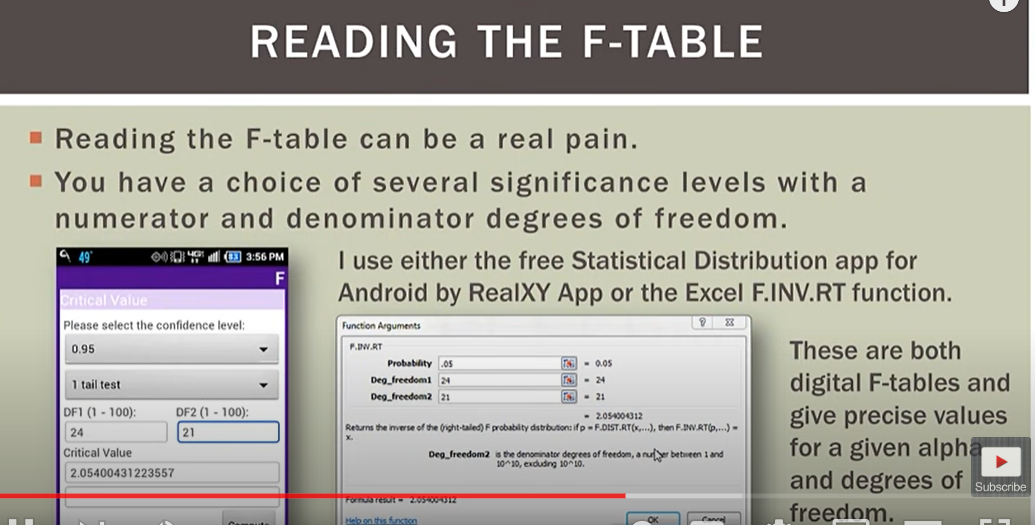 READING THE F-TABLE
Reading the F-table can be a real pain.
You have a choice of several significance levels with a
numerator and denominator degrees of freedom.
49°
83
3:56 PM
F
Critical Value
Please select the confidence level:
0.95
1 tail test
DF1 (1 - 100): DF2 (1 - 100):
24 21
Critical Value
2.05400431223557
Compute
I use either the free Statistical Distribution app for
Android by RealXY App or the Excel F.INV.RT function.
Function Arguments
F.INV.RT
Probability .05 = 0.05
Deg_freedom1 24 = 24
Deg_freedom2 21 = 21
= 2.054004312
Returns the inverse of the (right-tailed) F probability distribution: if p = F.DIST.RT(x,...), then F.INV.RT(p,...) =
x.
Deg_freedom2 is the denominator degrees of freedom, a number between 1 and
10^10, excluding 10^10.
Formula result = 2.054004312
Help on this function
OK Cancel
These are both
digital F-tables and
give precise values
for a given alpha
and degrees of
freedom.
Subscribe